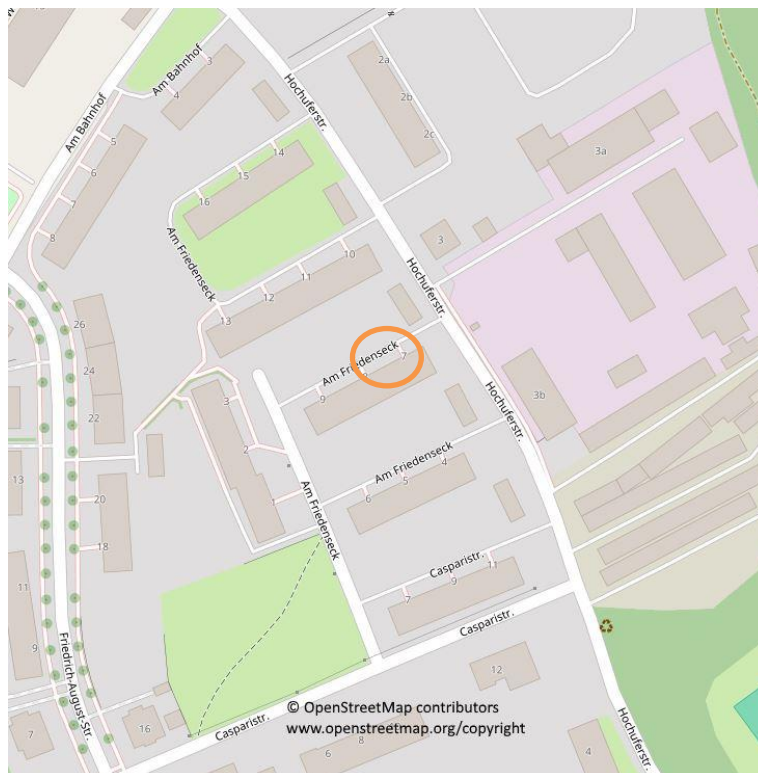 3
2a
Am Bahnhof
4
Hochuferstr.
2b
Am Bahnhof
5
2c
14
3a
6
15
7
16
8
Am Friedenseck
3
10
11
12
Hochuferstr.
13
26
Am Friedenseck
7
24
3
9
Hochuferstr.
3b
22
2
Am Friedenseck
4
5
6
13
20
1
Am Friedenseck
18
Casparistr.
11
9
7
11
Casparistr.
9
Friedrich-August-Str.
12
© OpenStreetMap contributors
www.openstreetmap.org/copyright
Casparistr.
16
7
6
8
4
Hochuferstr.